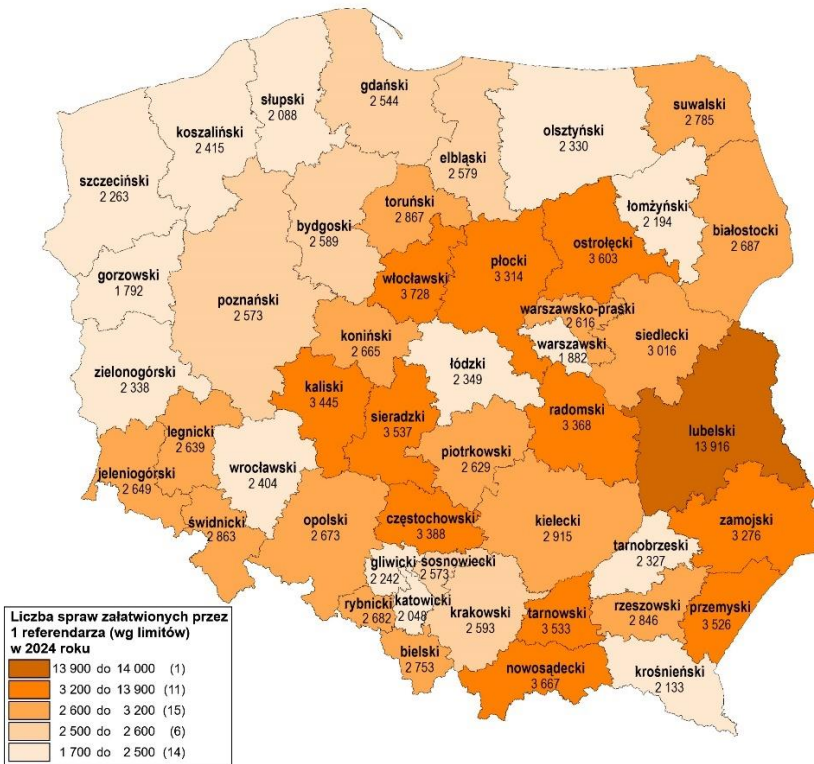 gdański
2 544
słupski
2 088
suwalski
2 785
koszaliński
2 415
olsztyński
2 330
elbląski
2 579
szczeciński
2 263
toruński
2 867
łomżyński
2 194
bydgoski
2 589
białostocki
2 687
ostrołęcki
3 603
płocki
3 314
gorzowski
1 792
włocławski
3 728
poznański
2 573
warszawsko-praski
2 616
koniński
2 665
warszawski
1 882
siedlecki
3 016
łódzki
2 349
zielonogórski
2 338
kaliski
3 445
sieradzki
3 537
radomski
3 368
legnicki
2 639
lubelski
13 916
piotrkowski
2 629
wrocławski
2 404
jeleniogórski
2 649
świdnicki
2 863
opolski
2 673
częstochowski
3 388
kielecki
2 915
zamojski
3 276
tarnobrzeski
2 327
gliwicki
2 242
sosnowiecki
2 573
rybnicki
2 682
katowicki
2 048
krakowski
2 593
tarnowski
3 533
rzeszowski
2 846
przemyski
3 526
bielski
2 753
nowosądecki
3 667
krośnieński
2 133
Liczba spraw załatwionych przez
1 referendarza (wg limitów)
w 2024 roku
13 900 do 14 000 (1)
3 200 do 13 900 (11)
2 600 do 3 200 (15)
2 500 do 2 600 (6)
1 700 do 2 500 (14)